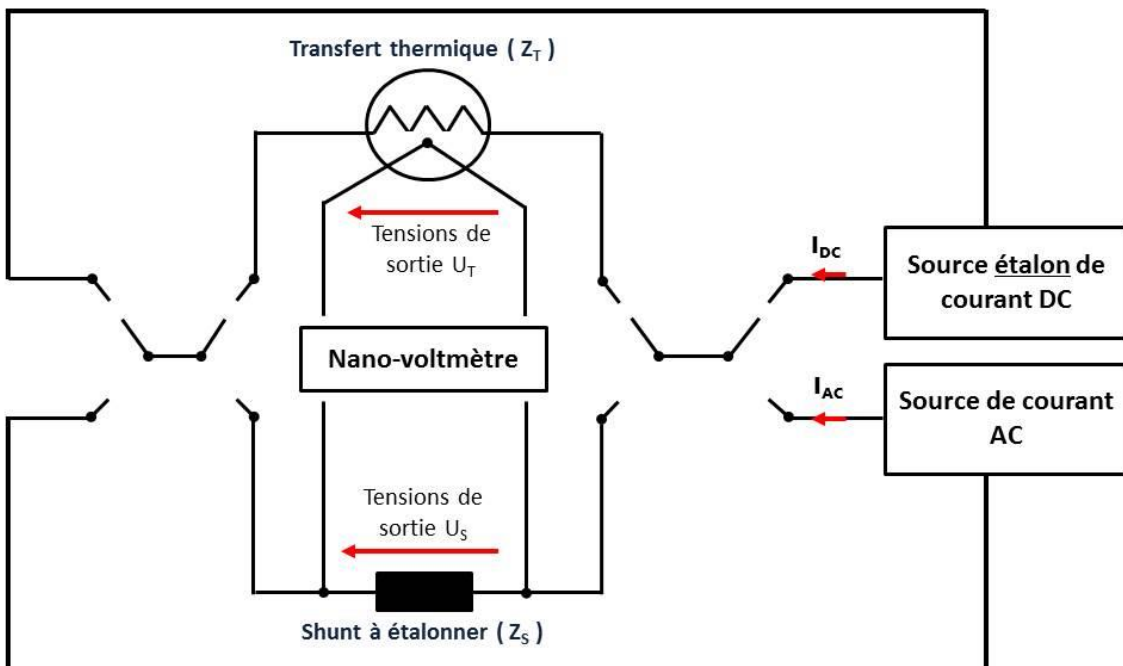 Transfert thermique ( Z_T )
Tensions de
sortie U_T
I_DC
Source étalon de
courant DC
Nano-voltmètre
I_AC
Source de courant
AC
Tensions de
sortie U_S
Shunt à étalonner ( Z_S )